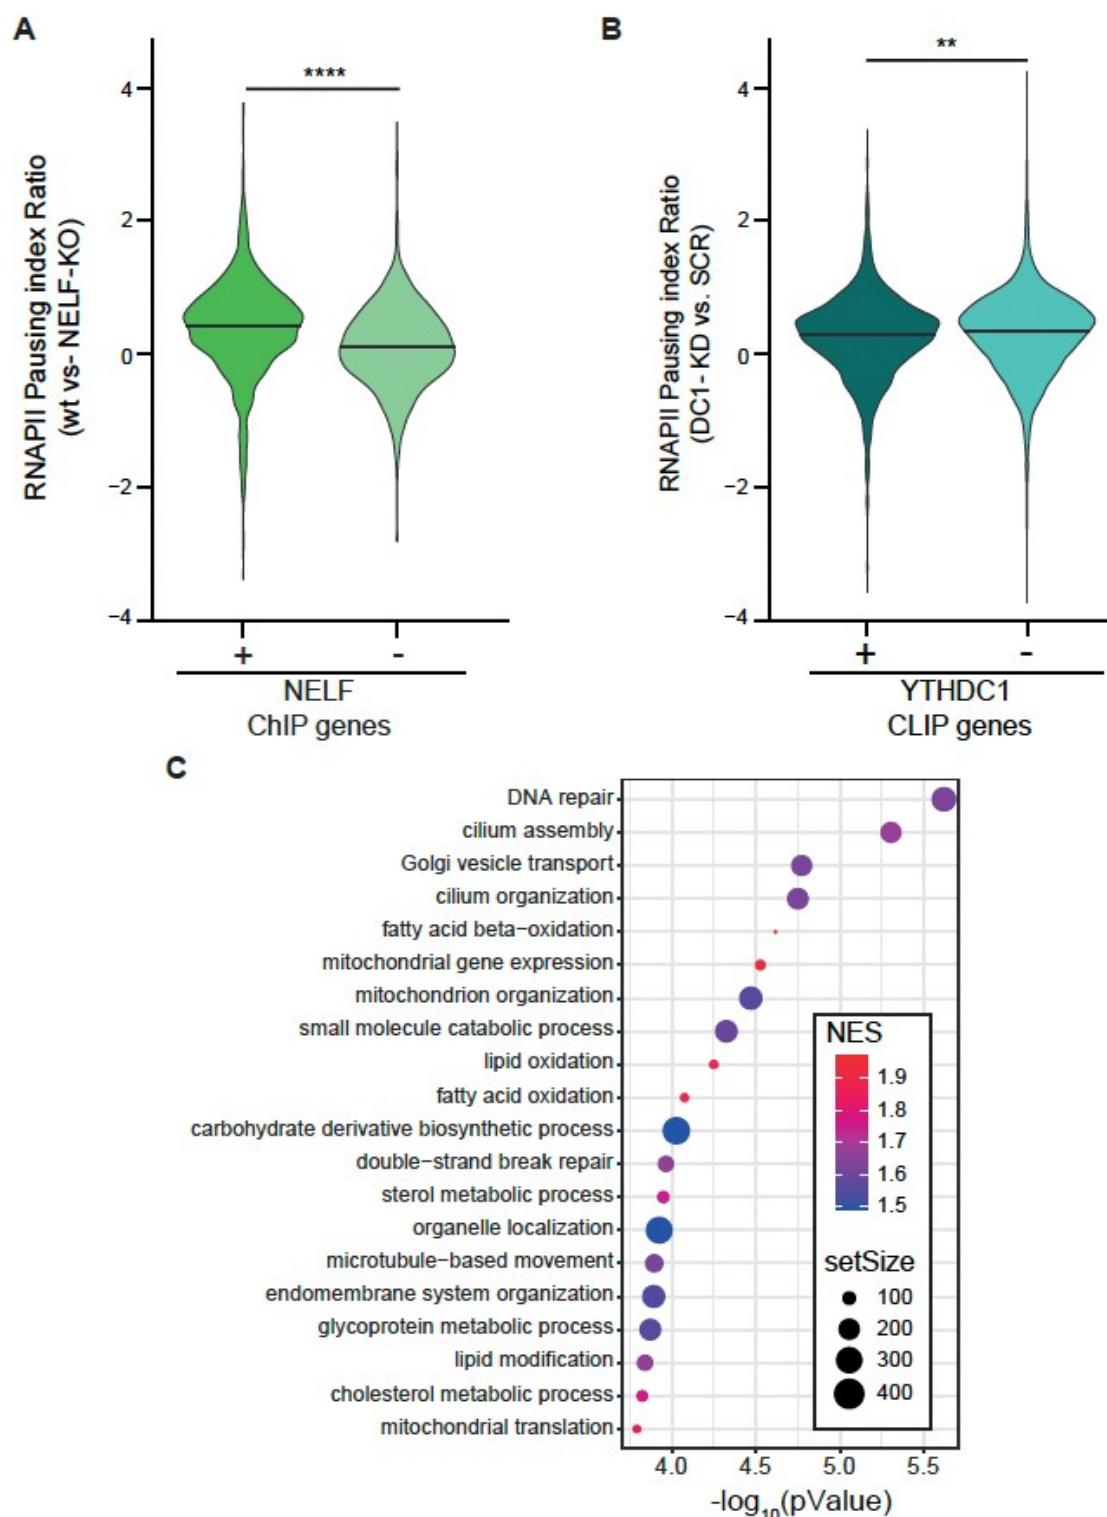 A
****
RNAPII Pausing index Ratio
(wt vs- NELF-KO)
4
2
0
−2
−4
+
-
NELF
ChIP genes
B
**
RNAPII Pausing index Ratio
(DC1- KD vs. SCR)
4
2
0
−2
−4
+
-
YTHDC1
CLIP genes
C
DNA repair
cilium assembly
Golgi vesicle transport
cilium organization
fatty acid beta−oxidation
mitochondrial gene expression
mitochondrion organization
small molecule catabolic process
lipid oxidation
fatty acid oxidation
carbohydrate derivative biosynthetic process
double−strand break repair
sterol metabolic process
organelle localization
microtubule−based movement
endomembrane system organization
glycoprotein metabolic process
lipid modification
cholesterol metabolic process
mitochondrial translation
NES
1.9
1.8
1.7
1.6
1.5
setSize
100
200
300
400
4.0 4.5 5.0 5.5
-log10(pValue)